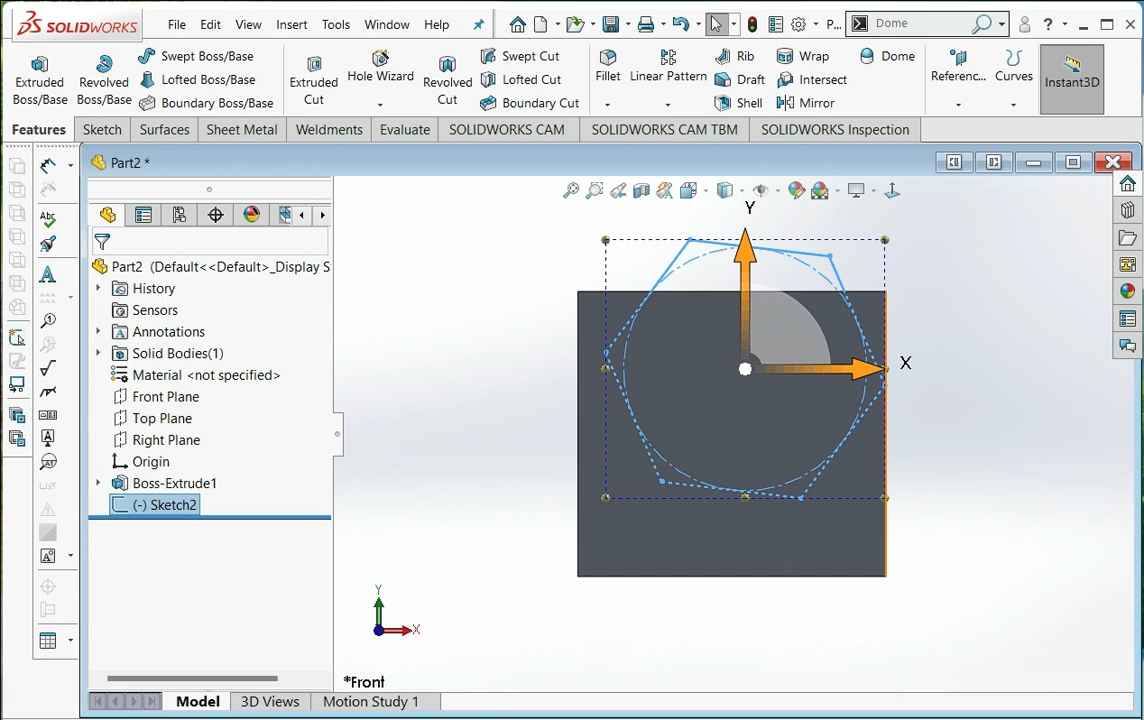 SOLIDWORKS File Edit View Insert Tools Window Help P... Dome ?
Extruded Boss/Base
Revolved Boss/Base
Swept Boss/Base
Lofted Boss/Base
Boundary Boss/Base
Extruded Cut
Hole Wizard
Revolved Cut
Swept Cut
Lofted Cut
Boundary Cut
Fillet
Linear Pattern
Rib
Draft
Shell
Wrap
Intersect
Mirror
Dome
Referenc...
Curves
Instant3D
Features Sketch Surfaces Sheet Metal Weldments Evaluate SOLIDWORKS CAM SOLIDWORKS CAM TBM SOLIDWORKS Inspection
Part2 *
Abc
A
Part2 (Default<<Default>_Display S
History
Sensors
Annotations
Solid Bodies(1)
Material <not specified>
Front Plane
Top Plane
Right Plane
Origin
Boss-Extrude1
(-) Sketch2
Y
X
Y
X
*Front
Model 3D Views Motion Study 1